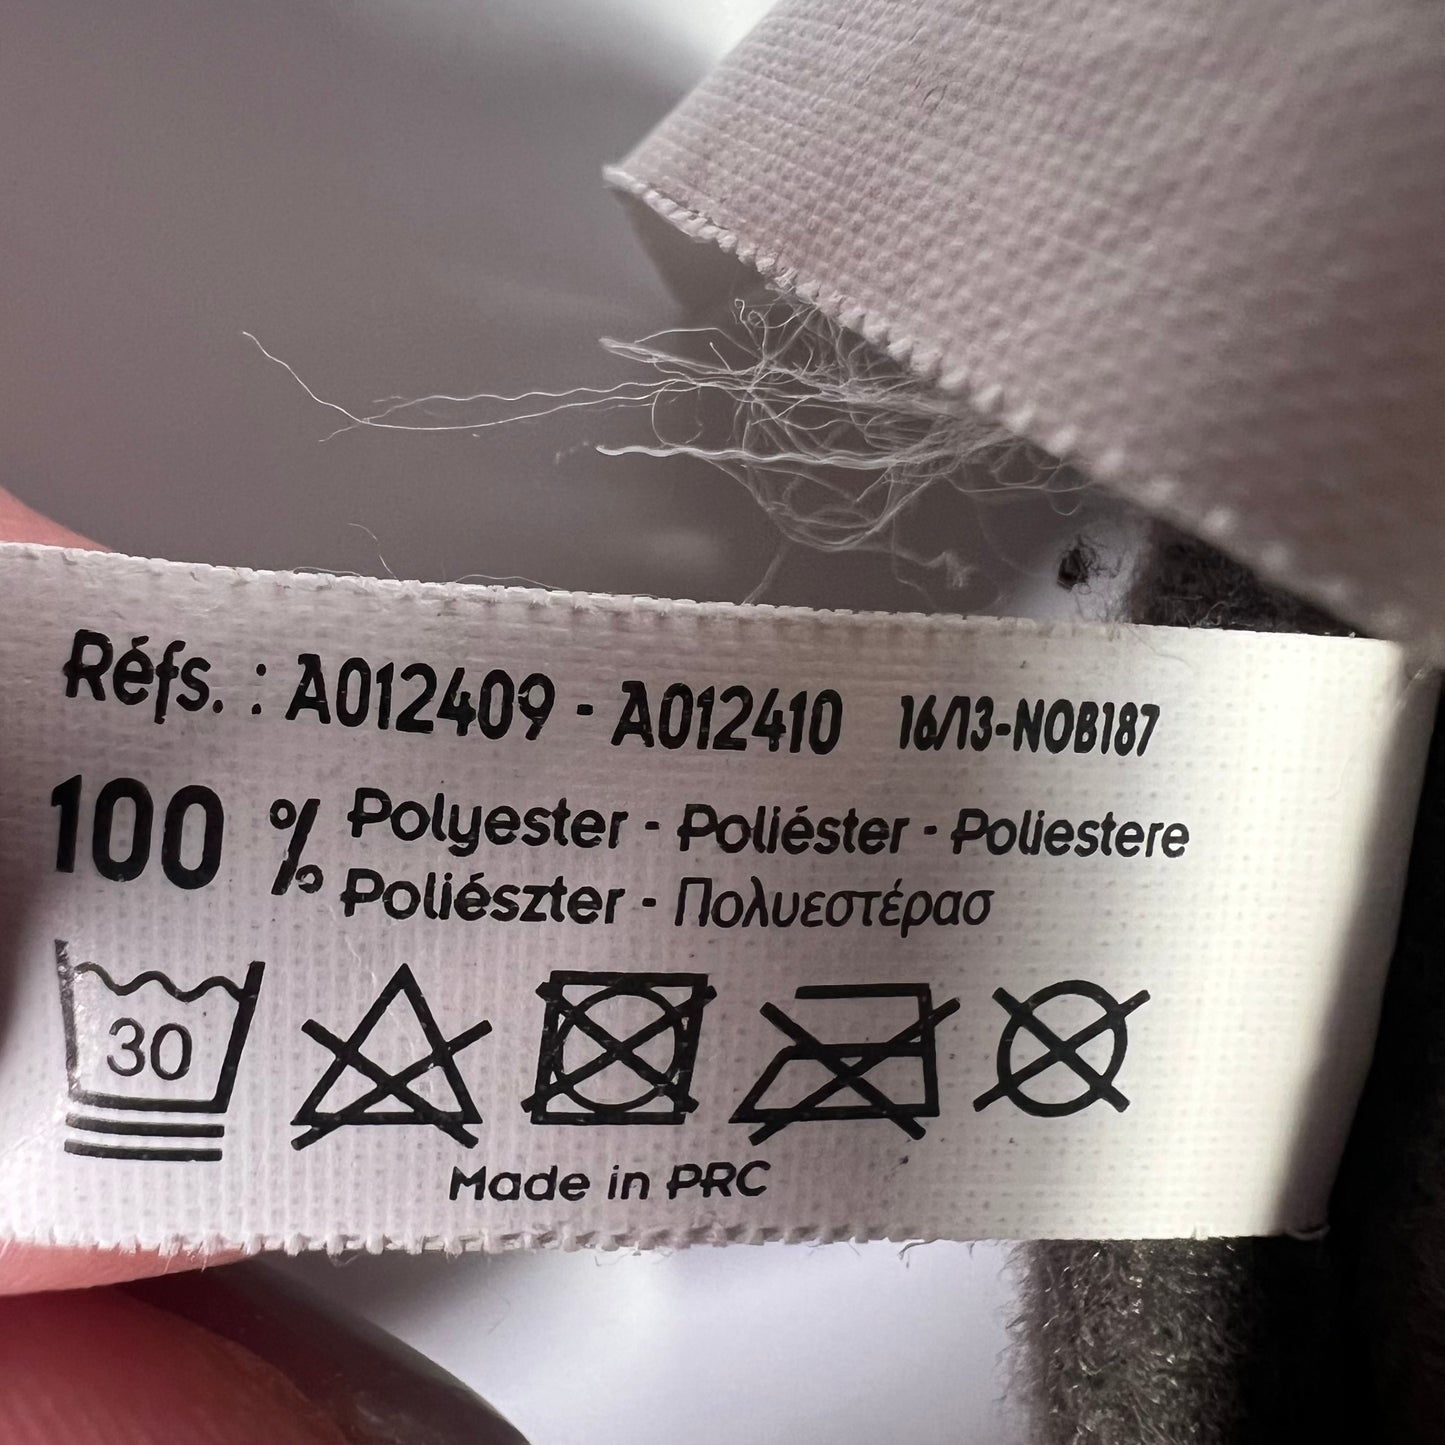 Réfs. : A012409 - A012410 16/13-NOB187
100 % Polyester - Poliéster - Poliestere
Poliészter - Πολυεστέρασ
30
Made in PRC